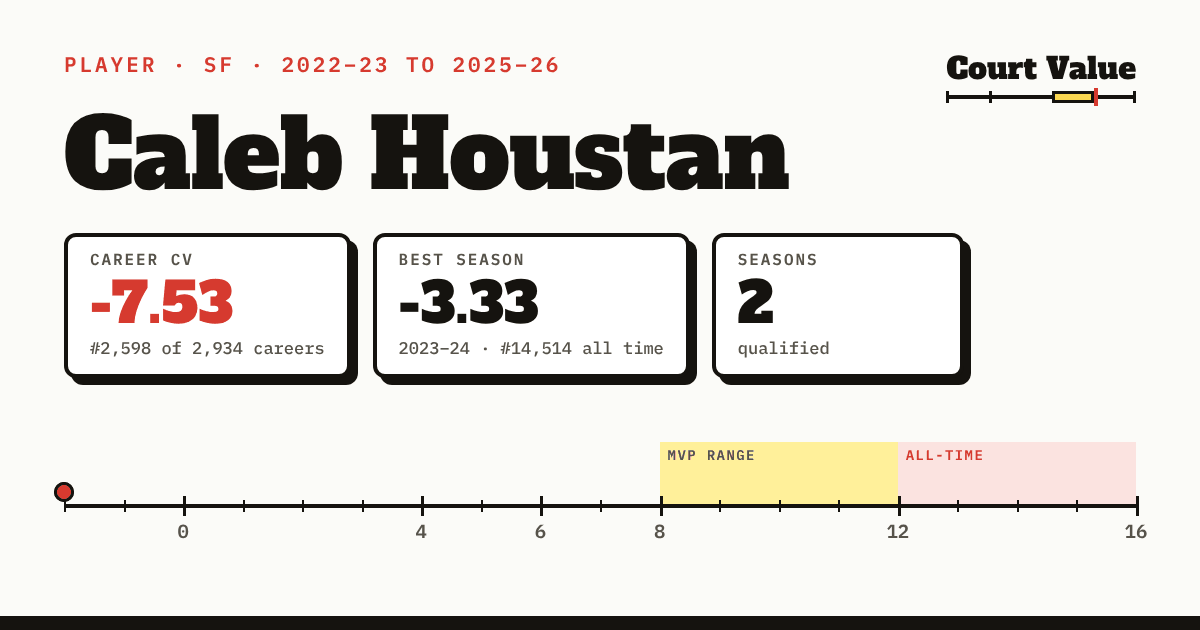 PLAYER · SF · 2022–23 TO 2025–26
Court Value
Caleb Houstan
CAREER CV
-7.53
#2,598 of 2,934 careers
BEST SEASON
-3.33
2023–24 · #14,514 all time
SEASONS
2
qualified
MVP RANGE
ALL-TIME
0 4 6 8 12 16